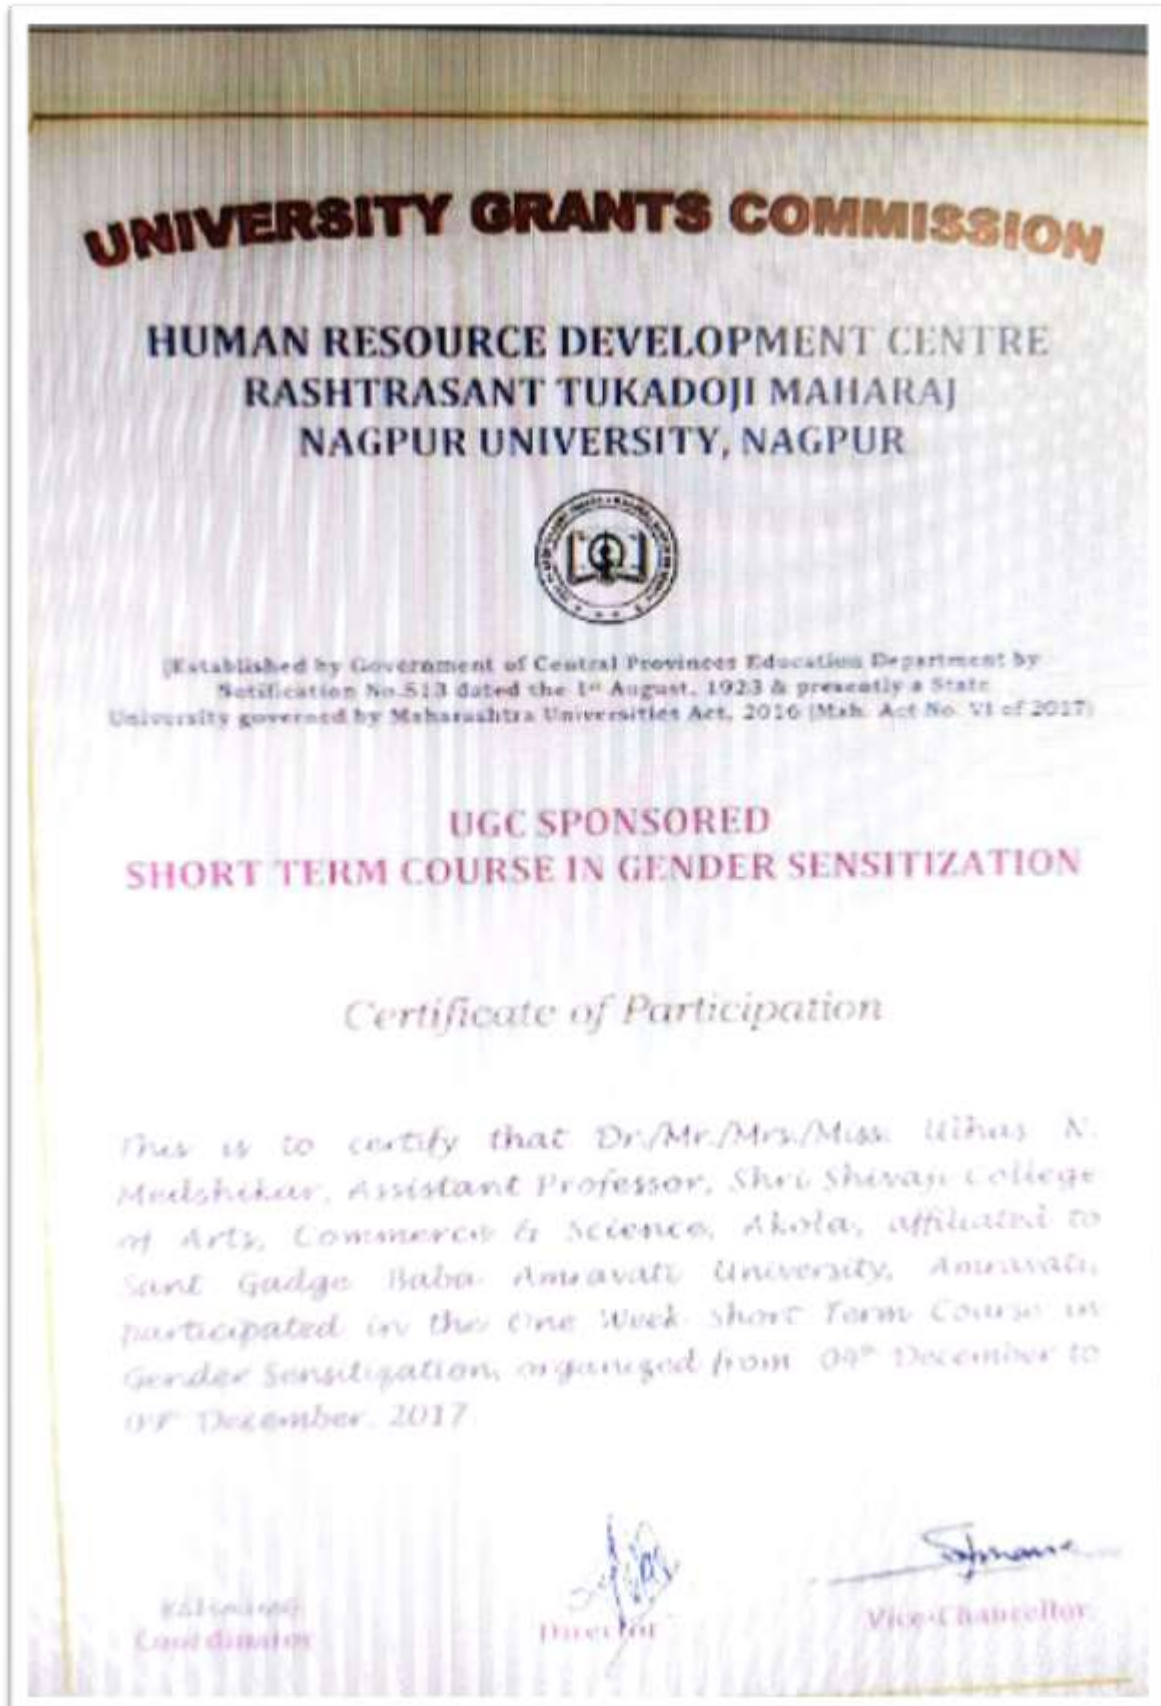 UNIVERSITY GRANTS COMMISSION
HUMAN RESOURCE DEVELOPMENT CENTRE
RASHTRASANT TUKADOJI MAHARAJ
NAGPUR UNIVERSITY, NAGPUR
(Established by Government of Central Provinces Education Department by
Notification No.513 dated the 1st August, 1923 & presently a State
University governed by Maharashtra Universities Act, 2016 (Mah. Act No. VI of 2017)
UGC SPONSORED
SHORT TERM COURSE IN GENDER SENSITIZATION
Certificate of Participation
This is to certify that Dr./Mr./Mrs./Miss. Ulhas N.
Medshikar, Assistant Professor, Shri Shivaji College
of Arts, Commerce & Science, Akola, affiliated to
Sant Gadge Baba Amravati University, Amravati,
participated in the One Week Short Term Course in
Gender Sensitization, organized from December to
December, 2017
Coordinator
Director
Vice-Chancellor